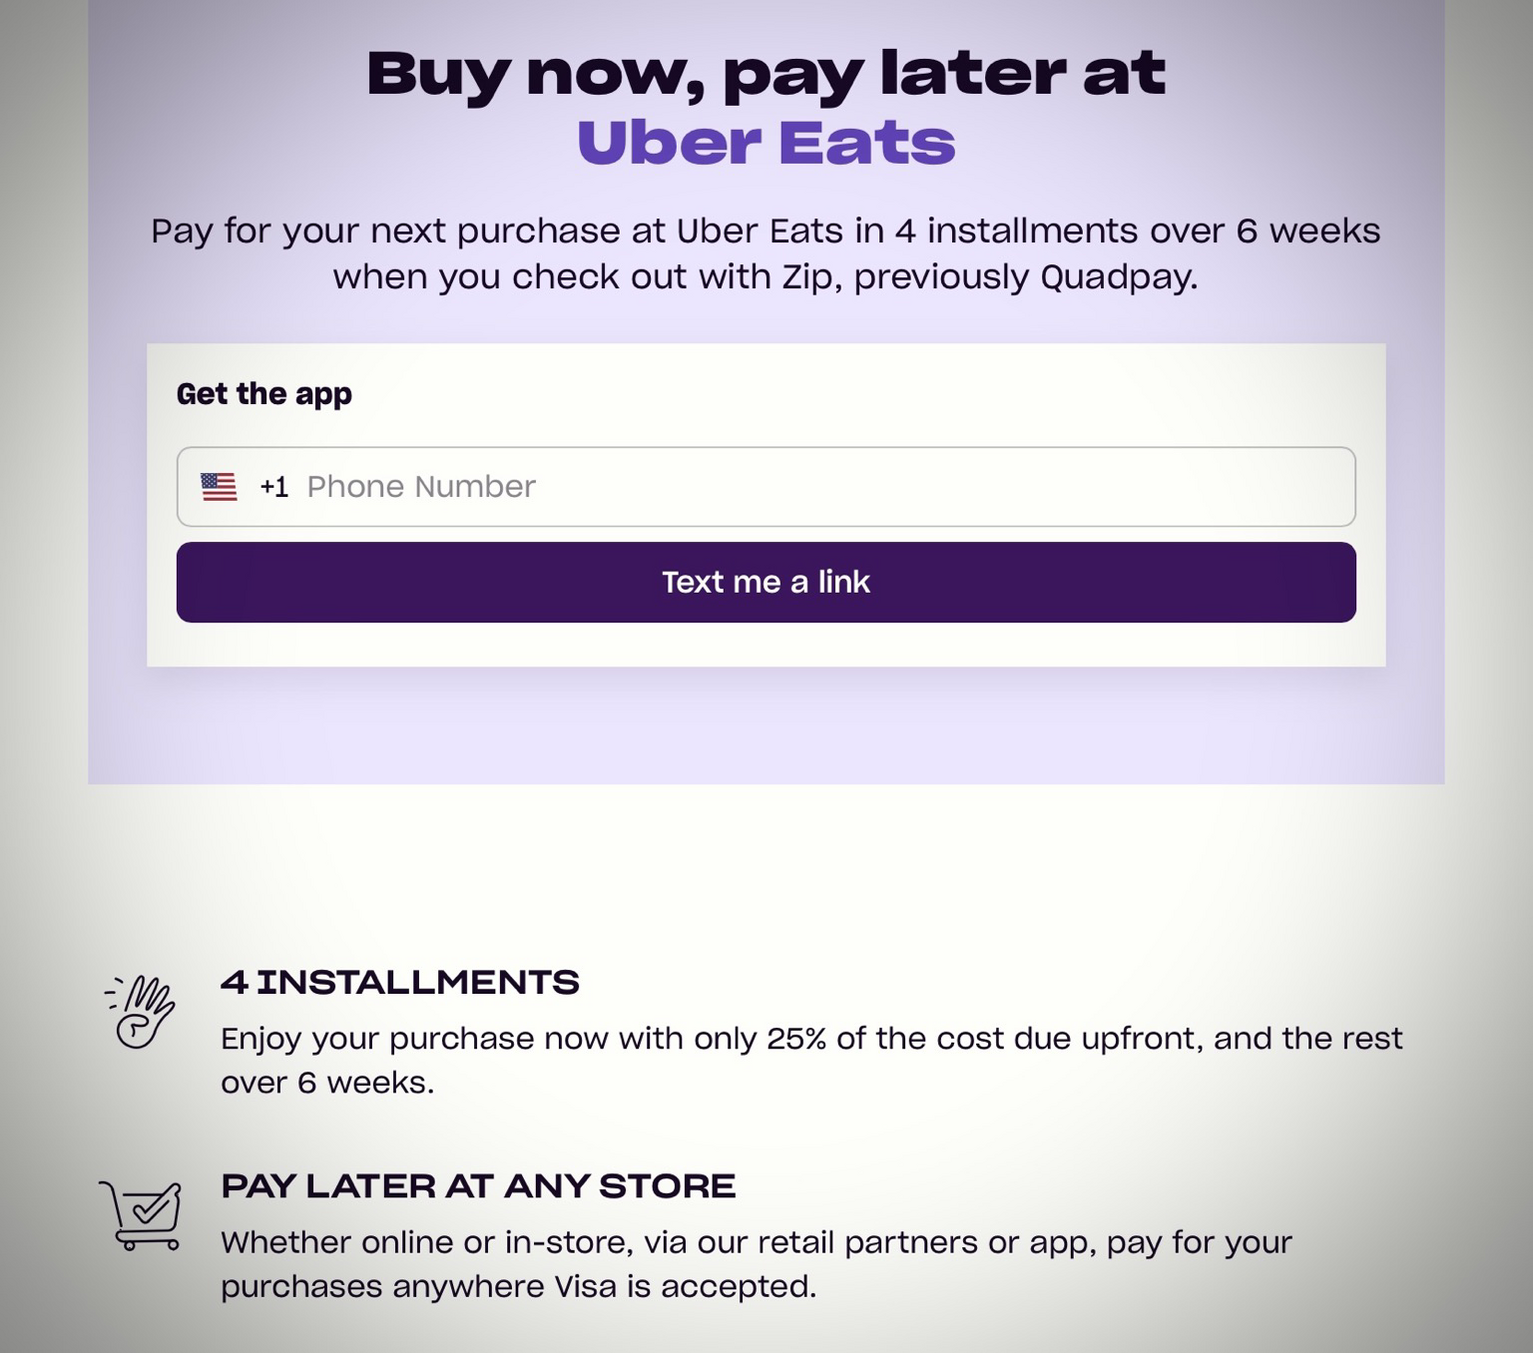 Buy now, pay later at
Uber Eats
Pay for your next purchase at Uber Eats in 4 installments over 6 weeks
when you check out with Zip, previously Quadpay.
Get the app
+1 Phone Number
Text me a link
4 INSTALLMENTS
Enjoy your purchase now with only 25% of the cost due upfront, and the rest
over 6 weeks.
PAY LATER AT ANY STORE
Whether online or in-store, via our retail partners or app, pay for your
purchases anywhere Visa is accepted.